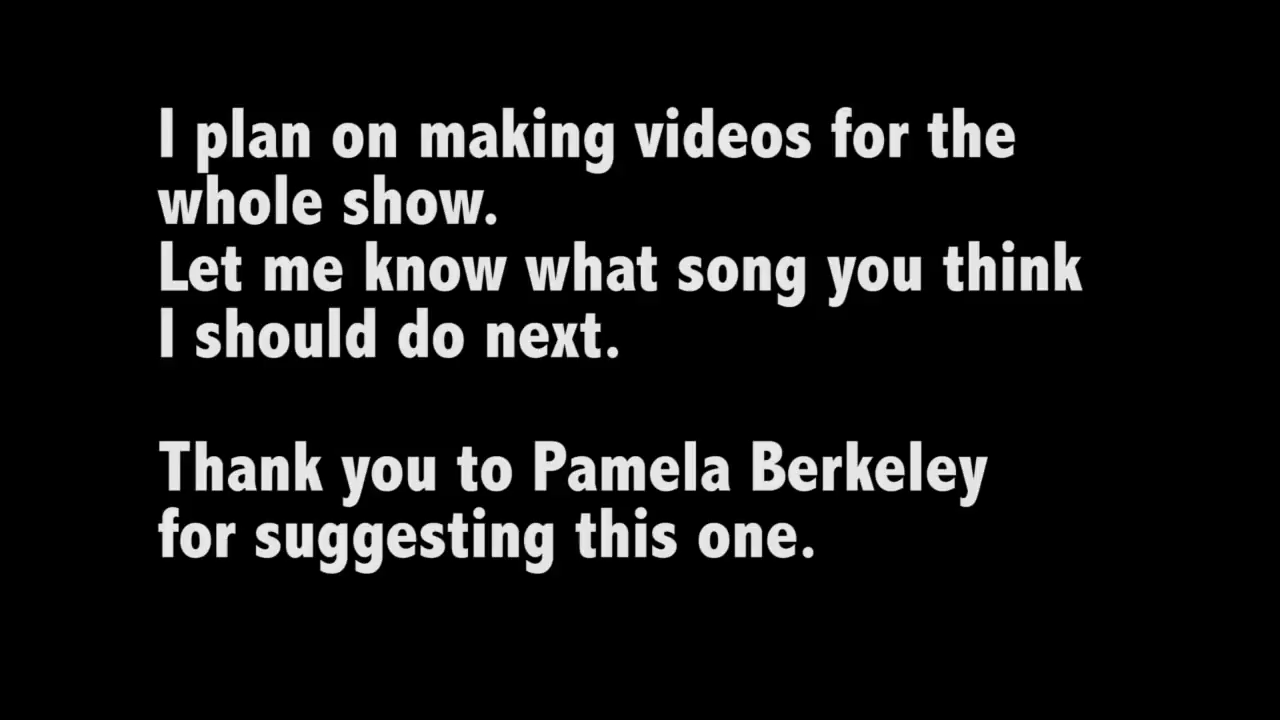 I plan on making videos for the
whole show.
Let me know what song you think
I should do next.
Thank you to Pamela Berkeley
for suggesting this one.